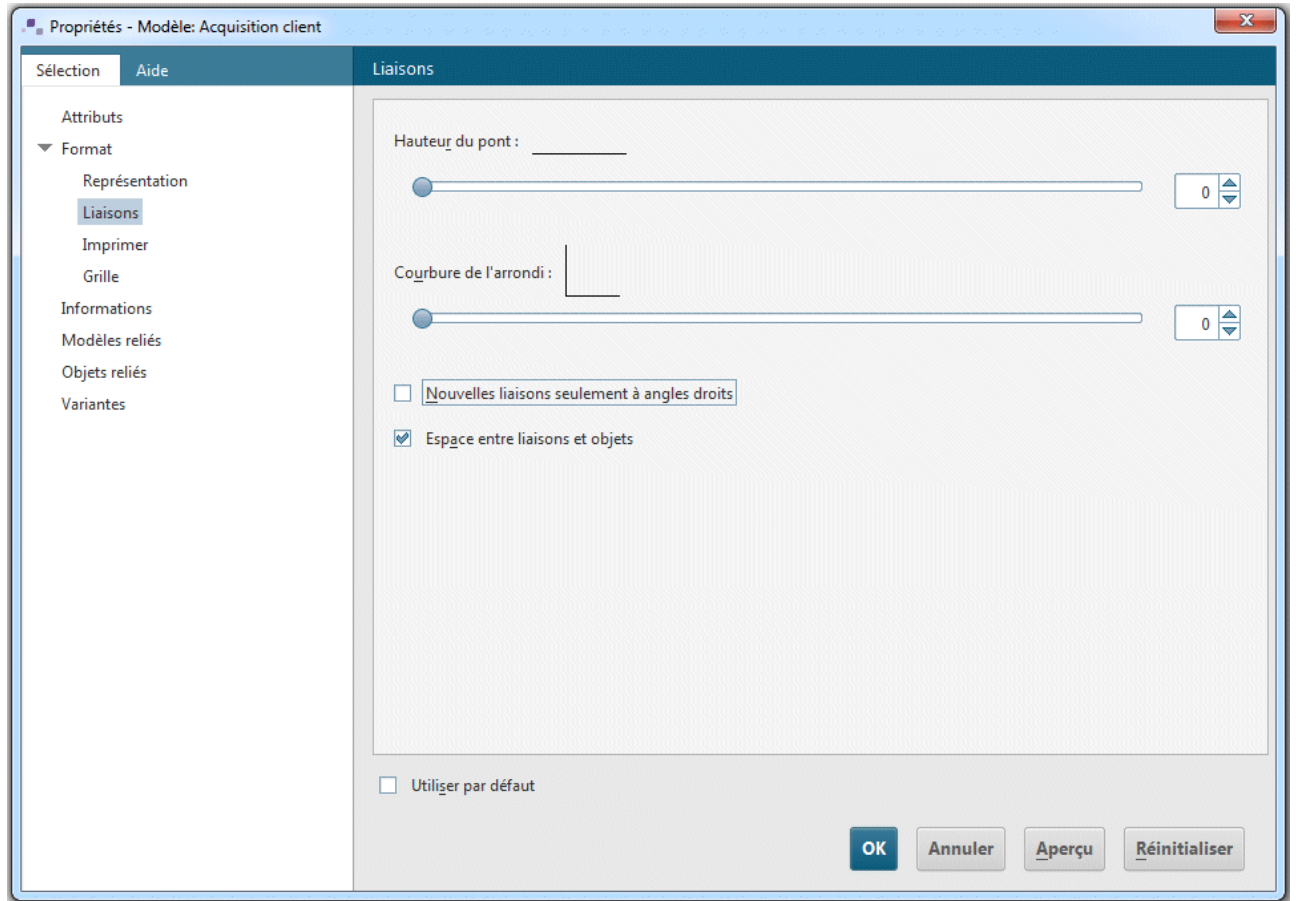 Propriétés - Modèle: Acquisition client
Sélection
Aide
Attributs
Format
Représentation
Liaisons
Imprimer
Grille
Informations
Modèles reliés
Objets reliés
Variantes
Liaisons
Hauteur du pont :
0
Courbure de l'arrondi :
0
Nouvelles liaisons seulement à angles droits
Espace entre liaisons et objets
Utiliser par défaut
OK
Annuler
Aperçu
Réinitialiser